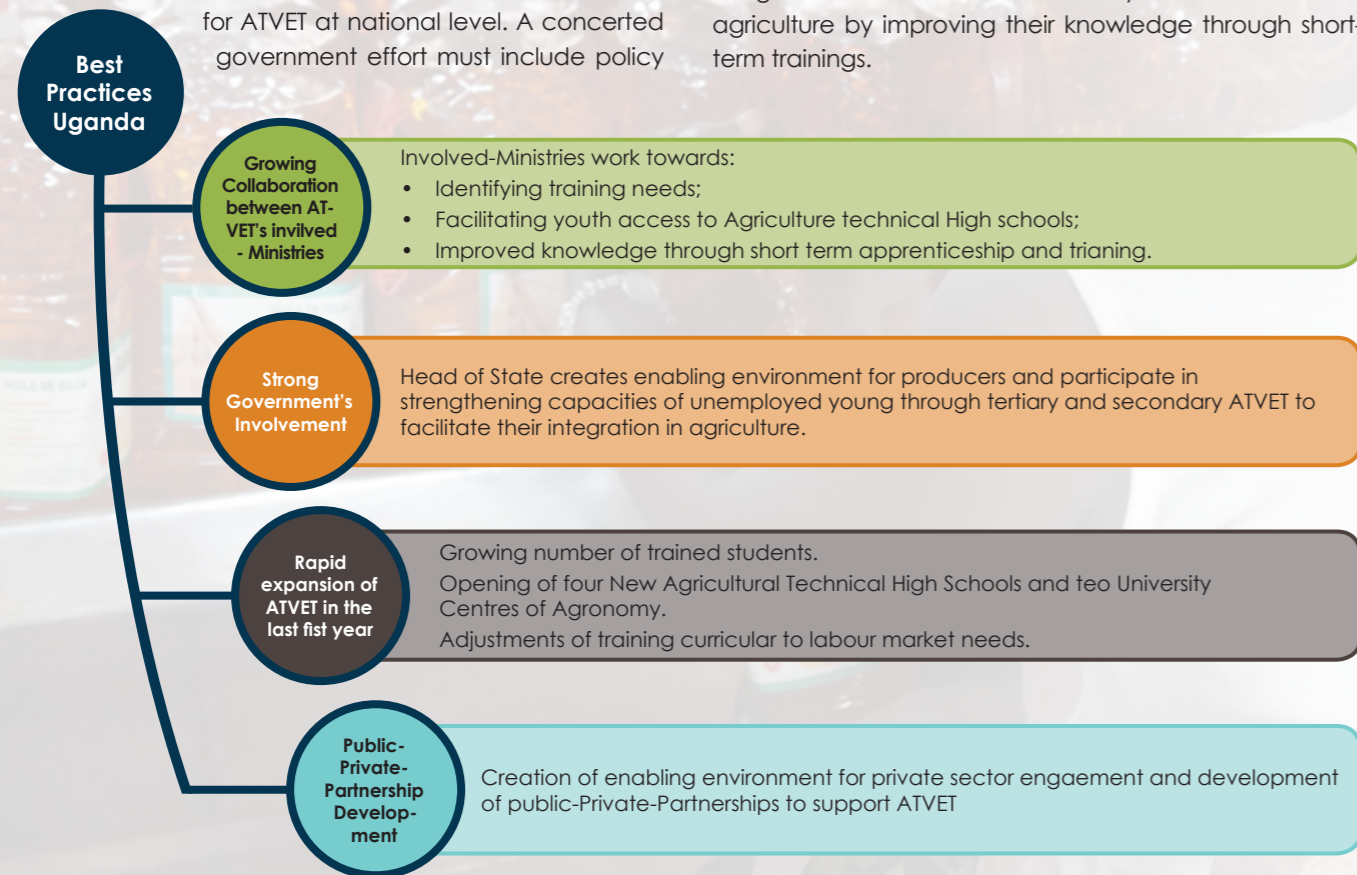 for ATVET at national level. A concerted
government effort must include policy
agriculture by improving their knowledge through short-
term trainings.
Best
Practices
Uganda
Growing
Collaboration
between AT-
VET's invilved
- Ministries
Involved-Ministries work towards:
• Identifying training needs;
• Facilitating youth access to Agriculture technical High schools;
• Improved knowledge through short term apprenticeship and trianing.
Strong
Government's
Involvement
Head of State creates enabling environment for producers and participate in
strengthening capacities of unemployed young through tertiary and secondary ATVET to
facilitate their integration in agriculture.
Rapid
expansion of
ATVET in the
last fist year
Growing number of trained students.
Opening of four New Agricultural Technical High Schools and teo University
Centres of Agronomy.
Adjustments of training curricular to labour market needs.
Public-
Private-
Partnership
Develop-
ment
Creation of enabling environment for private sector engaement and development
of public-Private-Partnerships to support ATVET
HUILE DE SOJA